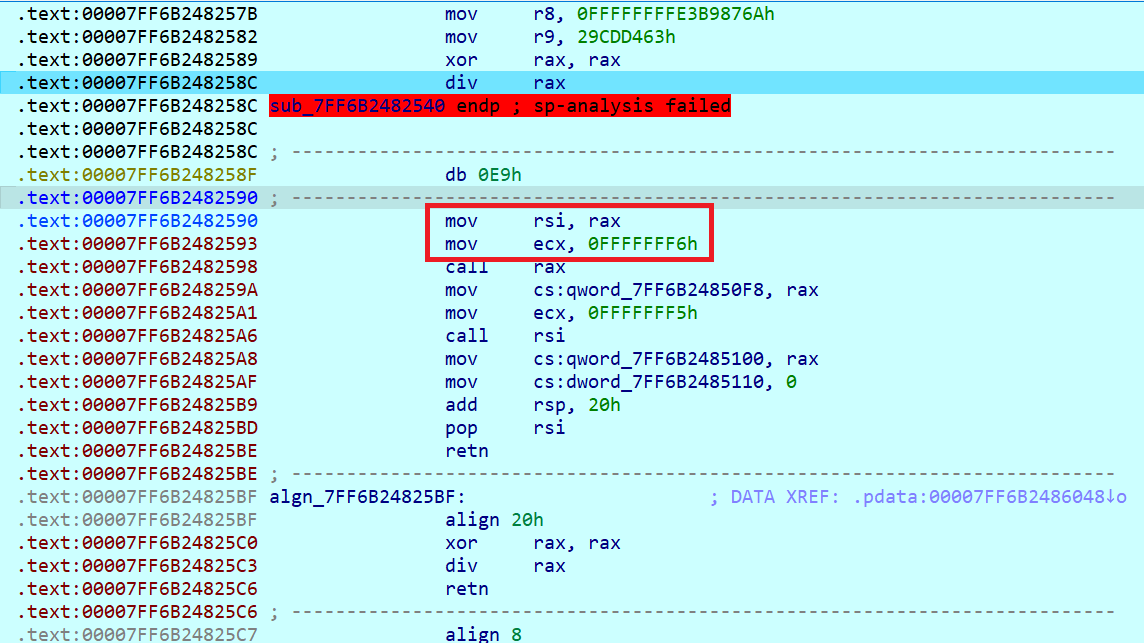 .text:00007FF6B248257B mov r8, 0FFFFFFFFE3B9876Ah
.text:00007FF6B2482582 mov r9, 29CDD463h
.text:00007FF6B2482589 xor rax, rax
.text:00007FF6B248258C div rax
.text:00007FF6B248258C sub_7FF6B2482540 endp ; sp-analysis failed
.text:00007FF6B248258C
.text:00007FF6B248258C ; ---------------------------------------------------------------------------
.text:00007FF6B248258F db 0E9h
.text:00007FF6B2482590 ; ---------------------------------------------------------------------------
.text:00007FF6B2482590 mov rsi, rax
.text:00007FF6B2482593 mov ecx, 0FFFFFFF6h
.text:00007FF6B2482598 call rax
.text:00007FF6B248259A mov cs:qword_7FF6B24850F8, rax
.text:00007FF6B24825A1 mov ecx, 0FFFFFFF5h
.text:00007FF6B24825A6 call rsi
.text:00007FF6B24825A8 mov cs:qword_7FF6B2485100, rax
.text:00007FF6B24825AF mov cs:dword_7FF6B2485110, 0
.text:00007FF6B24825B9 add rsp, 20h
.text:00007FF6B24825BD pop rsi
.text:00007FF6B24825BE retn
.text:00007FF6B24825BE ; ---------------------------------------------------------------------------
.text:00007FF6B24825BF algn_7FF6B24825BF: ; DATA XREF: .pdata:00007FF6B2486048↓o
.text:00007FF6B24825BF align 20h
.text:00007FF6B24825C0 xor rax, rax
.text:00007FF6B24825C3 div rax
.text:00007FF6B24825C6 retn
.text:00007FF6B24825C6 ; ---------------------------------------------------------------------------
.text:00007FF6B24825C7 align 8